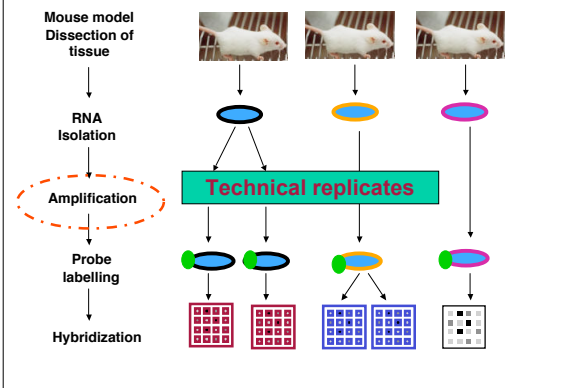 Mouse model
Dissection of
tissue
RNA
Isolation
Amplification
Technical replicates
Probe
labelling
Hybridization